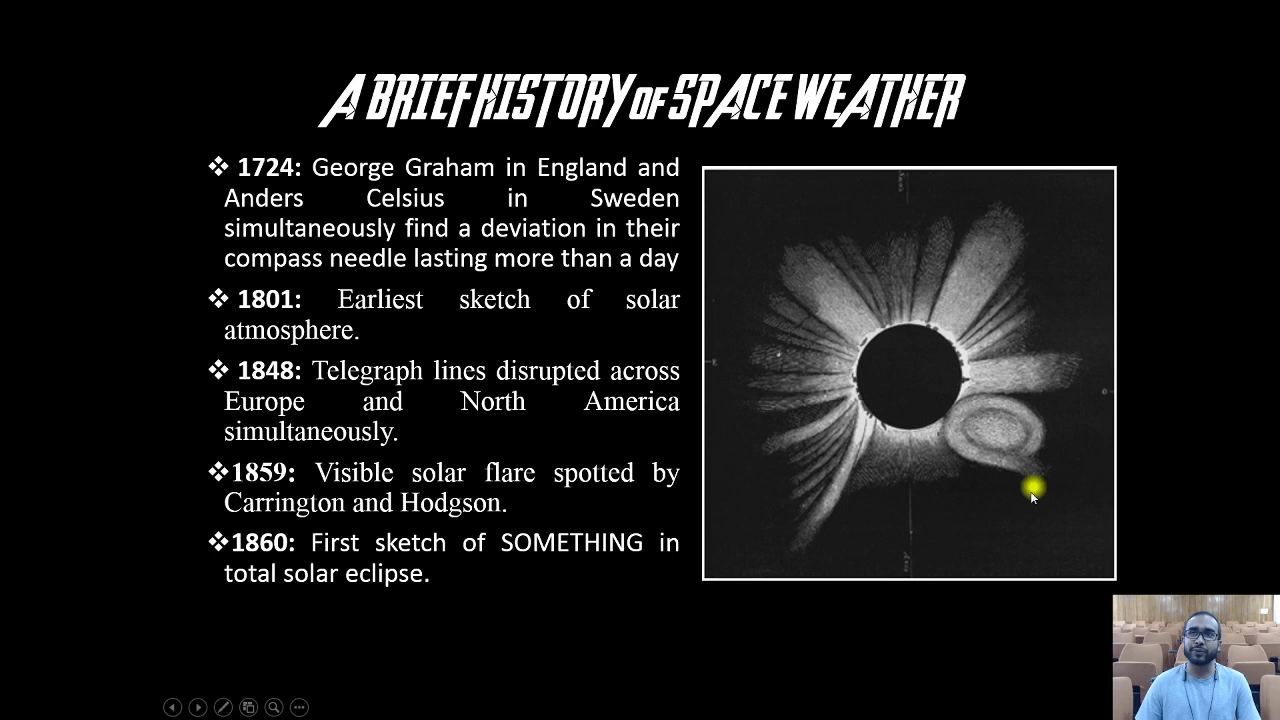 A BRIEF HISTORY OF SPACE WEATHER
❖ 1724: George Graham in England and
Anders Celsius in Sweden
simultaneously find a deviation in their
compass needle lasting more than a day
❖ 1801: Earliest sketch of solar
atmosphere.
❖ 1848: Telegraph lines disrupted across
Europe and North America
simultaneously.
❖1859: Visible solar flare spotted by
Carrington and Hodgson.
❖1860: First sketch of SOMETHING in
total solar eclipse.